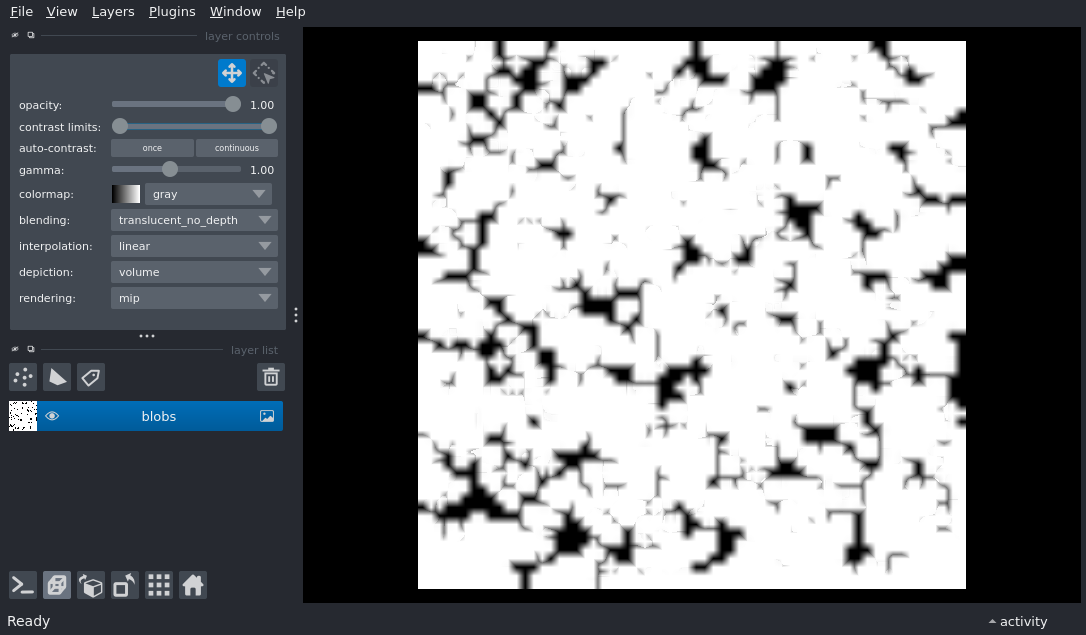 File View Layers Plugins Window Help
layer controls
opacity: 1.00
contrast limits:
auto-contrast: once continuous
gamma: 1.00
colormap: gray
blending: translucent_no_depth
interpolation: linear
depiction: volume
rendering: mip
layer list
blobs
Ready activity